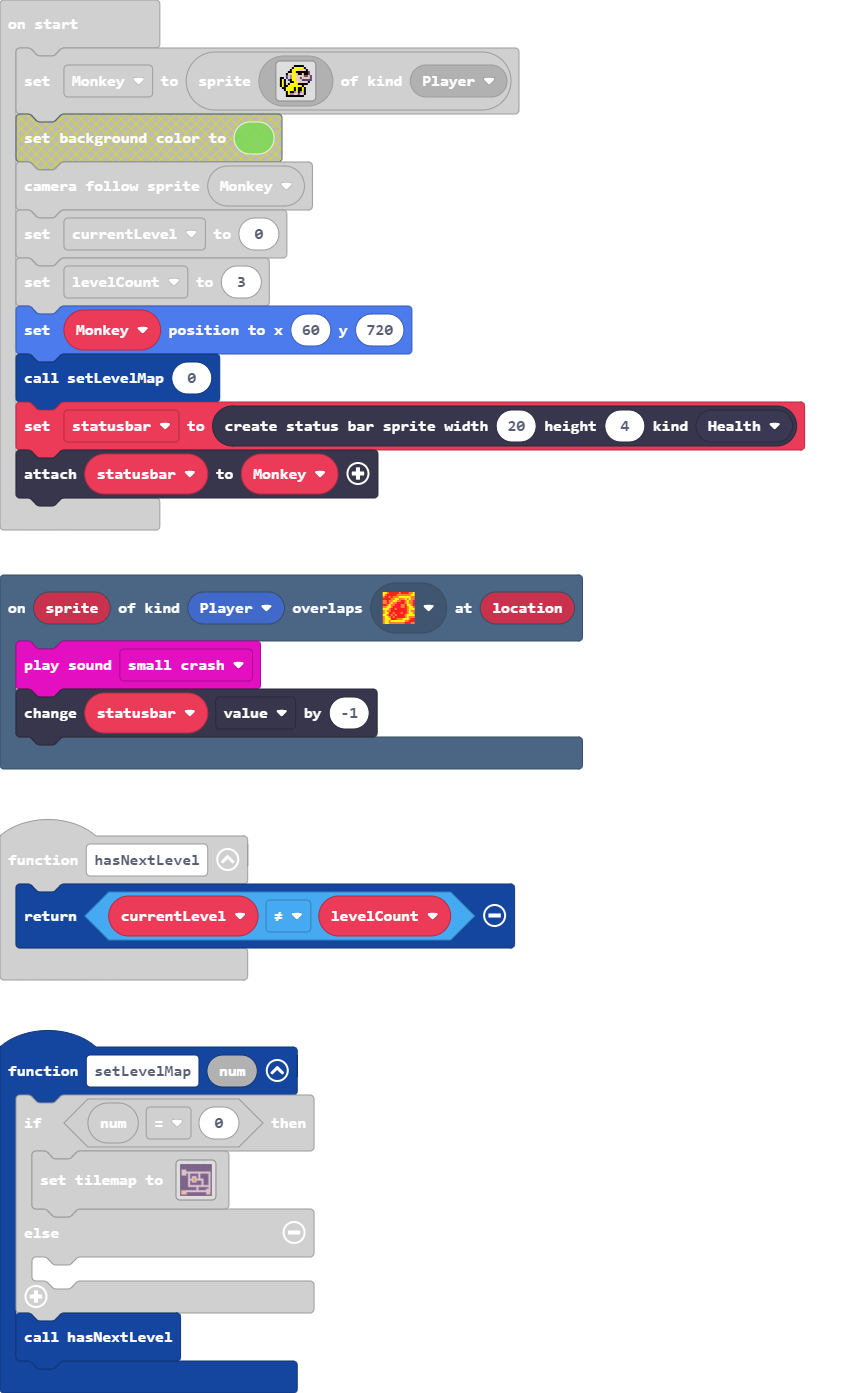 on start
set Monkey to sprite of kind Player
set background color to
camera follow sprite Monkey
set currentLevel to 0
set levelCount to 3
set Monkey position to x 60 y 720
call setLevelMap 0
set statusbar to create status bar sprite width 20 height 4 kind Health
attach statusbar to Monkey
on sprite of kind Player overlaps at location
play sound small crash
change statusbar value by -1
function hasNextLevel
return currentLevel ≠ levelCount
function setLevelMap num
if num = 0 then
set tilemap to
else
call hasNextLevel